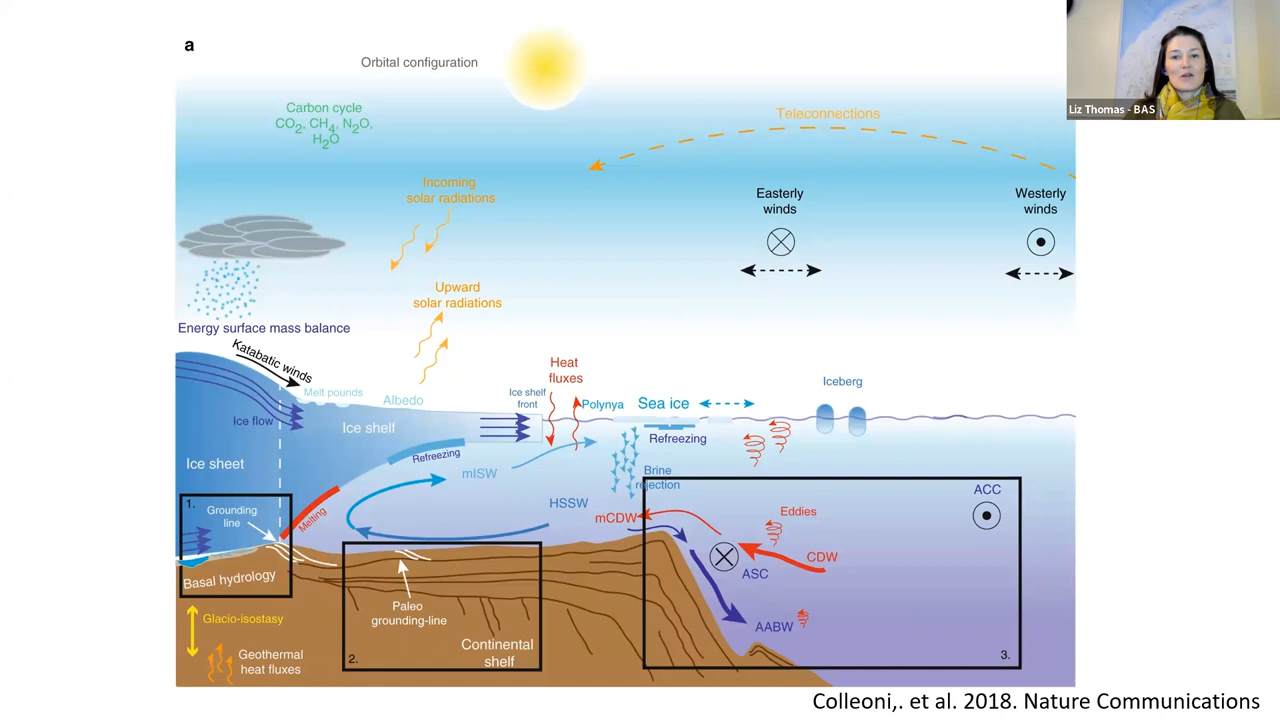 a
Orbital configuration
Carbon cycle
CO2, CH4, N2O,
H2O
Liz Thomas - BAS
Teleconnections
Incoming
solar radiations
Easterly
winds
Westerly
winds
Upward
solar radiations
Energy surface mass balance
Katabatic winds
Melt pounds
Albedo
Heat
fluxes
Ice shelf
front
Polynya
Sea ice
Iceberg
Ice flow
Ice shelf
Refreezing
Refreezing
Ice sheet
mISW
Brine
rejection
HSSW
ACC
1.
Grounding
line
Melting
mCDW
Eddies
CDW
ASC
Basal hydrology
Paleo
grounding-line
AABW
Glacio-isostasy
Continental
shelf
Geothermal
heat fluxes
2.
3.
Colleoni,. et al. 2018. Nature Communications